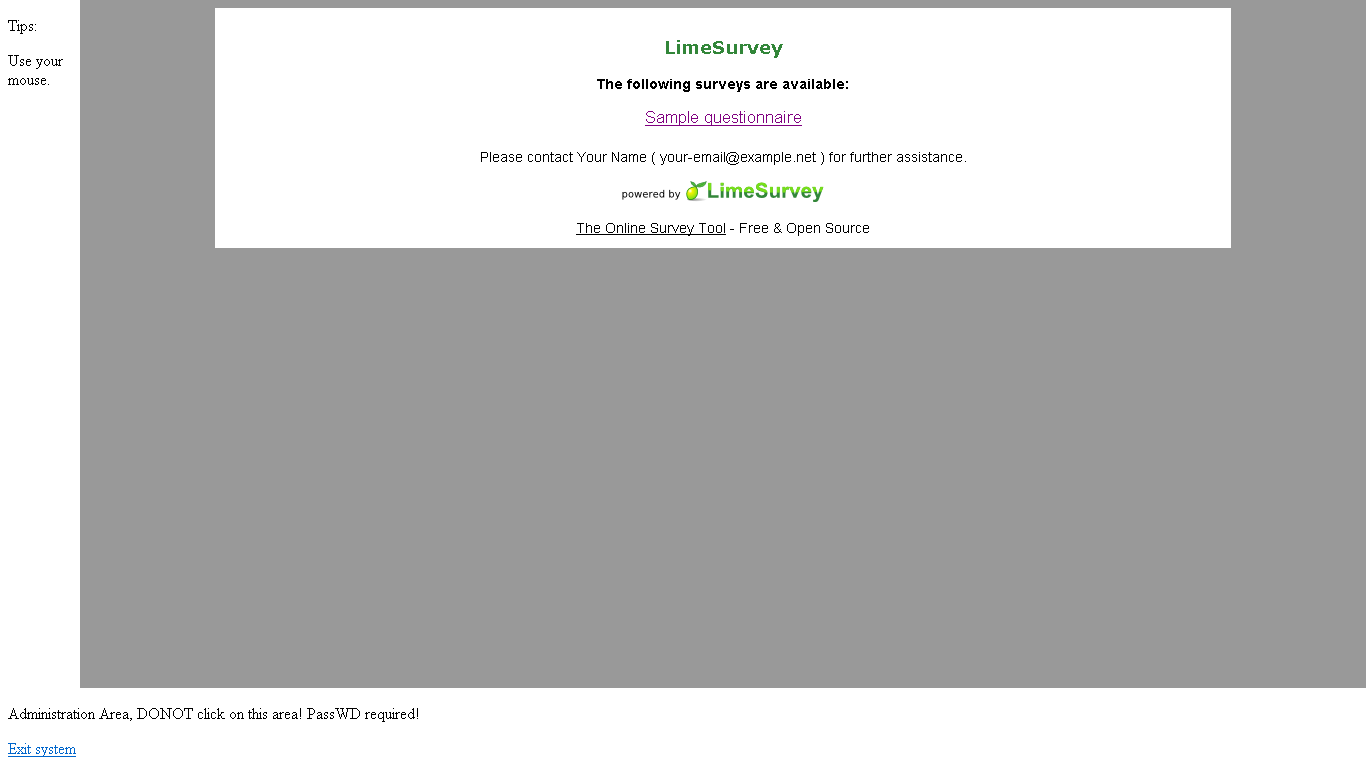 Tips:
Use your
mouse.
LimeSurvey
The following surveys are available:
Sample questionnaire
Please contact Your Name ( your-email@example.net ) for further assistance.
powered by LimeSurvey
The Online Survey Tool - Free & Open Source
Administration Area, DONOT click on this area! PassWD required!
Exit system